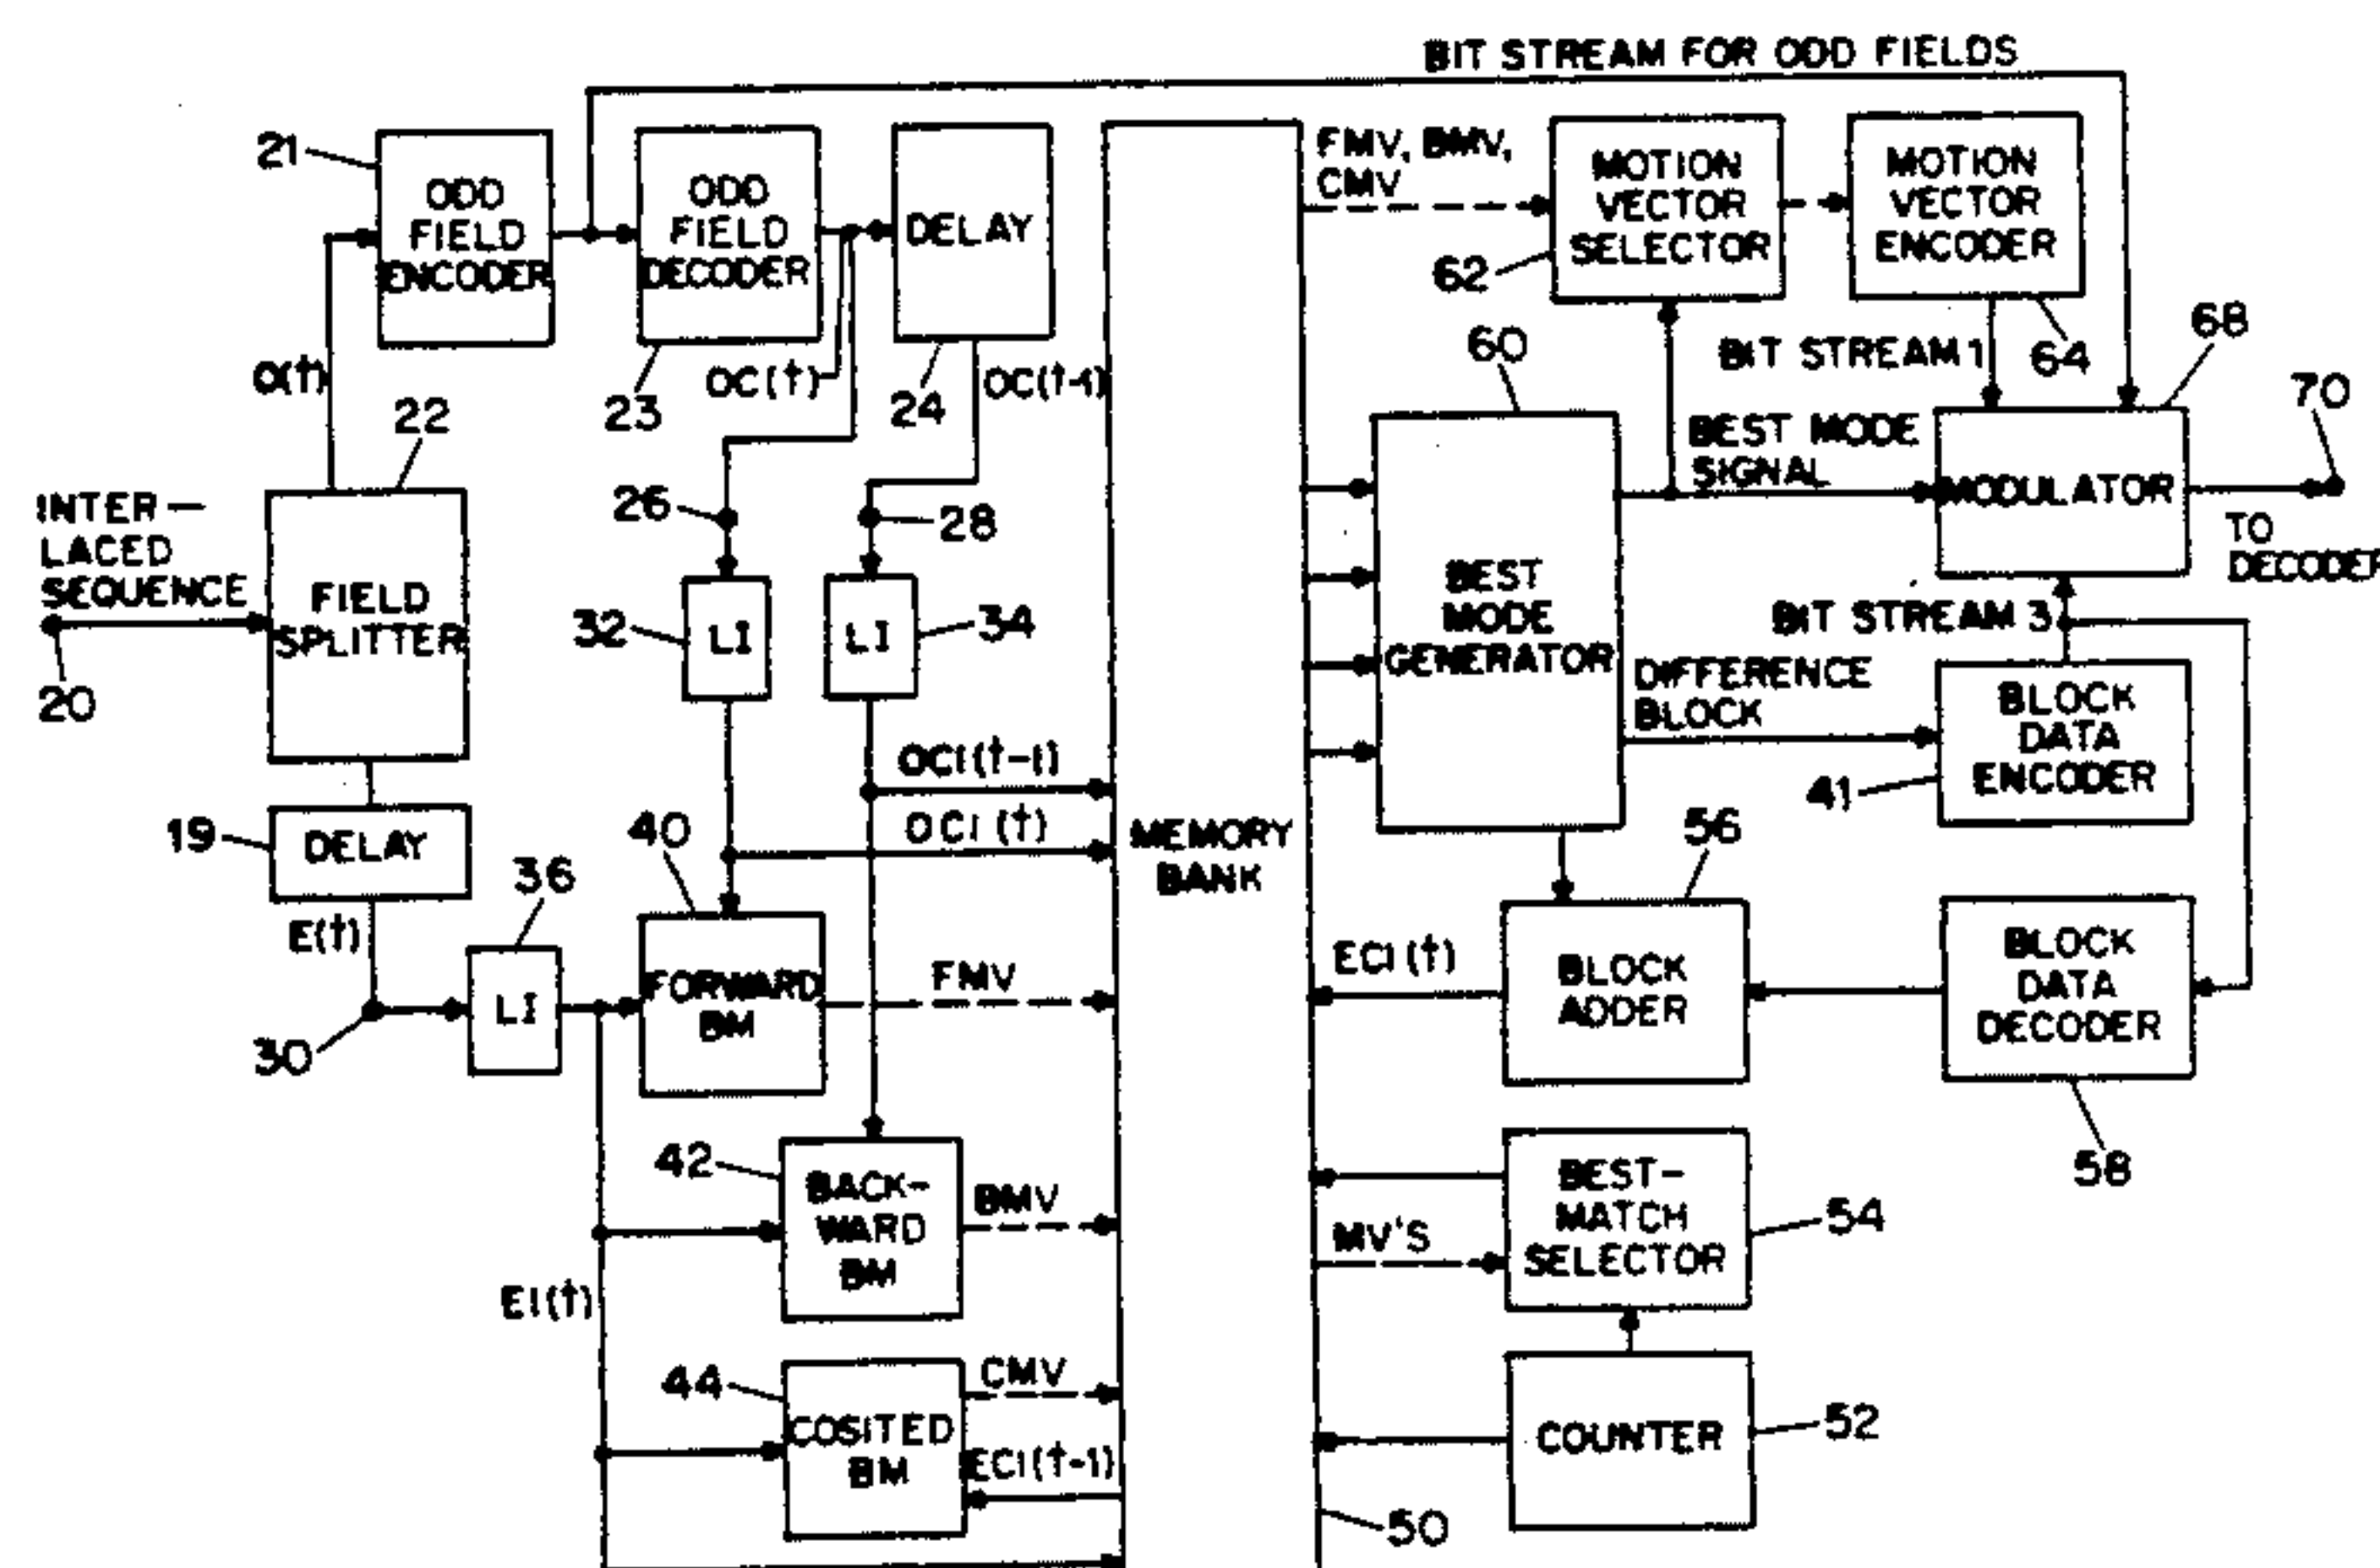 BIT STREAM FOR ODD FIELDS
21
ODD
FIELD
ENCODER
ODD
FIELD
DECODER
DELAY
FMV, BMV,
CMV
MOTION
VECTOR
SELECTOR
MOTION
VECTOR
ENCODER
62
O(t)
23
OC(t)
24
OC(t-1)
60
BIT STREAM 1
64
68
70
22
BEST MODE
SIGNAL
MODULATOR
TO
DECODER
INTER-
LACED
SEQUENCE
20
FIELD
SPLITTER
26
28
32
LI
LI
34
BEST
MODE
GENERATOR
BIT STREAM 3
DIFFERENCE
BLOCK
BLOCK
DATA
ENCODER
41
OCI(t-1)
OCI(t)
MEMORY
BANK
19
DELAY
36
40
56
E(t)
30
LI
FORWARD
BM
FMV
ECI(t)
BLOCK
ADDER
BLOCK
DATA
DECODER
58
42
BACK-
WARD
BM
BMV
MV'S
BEST-
MATCH
SELECTOR
54
EI(t)
44
COSITED
BM
CMV
ECI(t-1)
COUNTER
52
50